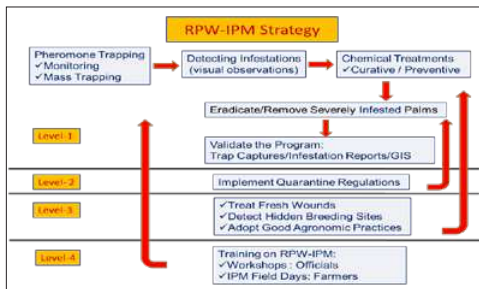 RPW-IPM Strategy
Pheromone Trapping
✓Monitoring
✓Mass Trapping
Detecting Infestations
(visual observations)
Chemical Treatments
✓Curative / Preventive
Eradicate/Remove Severely Infested Palms
Level-1
Validate the Program:
Trap Captures/Infestation Reports/GIS
Level-2
Implement Quarantine Regulations
Level-3
✓Treat Fresh Wounds
✓Detect Hidden Breeding Sites
✓Adopt Good Agronomic Practices
Level-4
Training on RPW-IPM:
✓Workshops : Officials
✓IPM Field Days: Farmers